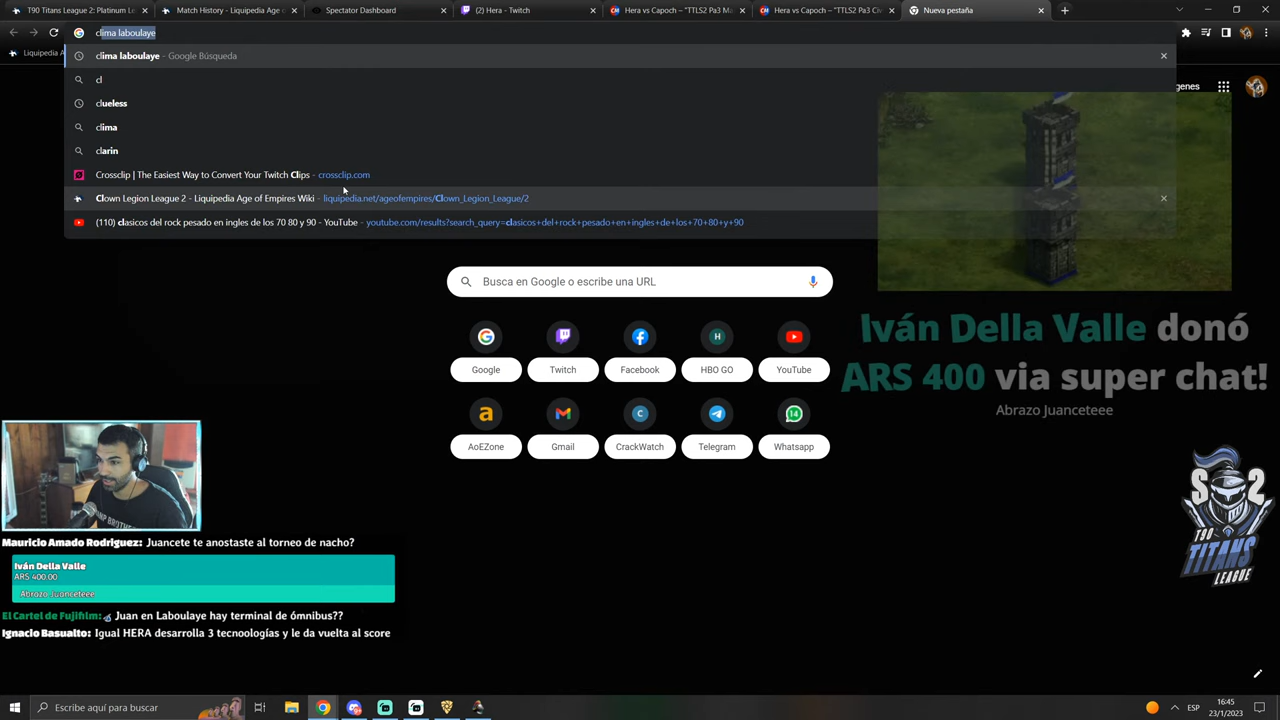 T90 Titans League 2: Platinum Le
Match History - Liquipedia Age o
Spectator Dashboard
(2) Hera - Twitch
Hera vs Capoch – "TTLS2 Pa3 Ma
Hera vs Capoch – "TTLS2 Pa3 Civ
Nueva pestaña
clima laboulaye
Liquipedia A
clima laboulaye - Google Búsqueda
cl
clueless
clima
clarin
Crossclip | The Easiest Way to Convert Your Twitch Clips - crossclip.com
Clown Legion League 2 - Liquipedia Age of Empires Wiki - liquipedia.net/ageofempires/Clown_Legion_League/2
(110) clasicos del rock pesado en ingles de los 70 80 y 90 - YouTube - youtube.com/results?search_query=clasicos+del+rock+pesado+en+ingles+de+los+70+80+y+90
genes
Busca en Google o escribe una URL
Google
Twitch
Facebook
H
HBO GO
YouTube
AoEZone
Gmail
C
CrackWatch
Telegram
14
Whatsapp
Iván Della Valle donó
ARS 400 via super chat!
Abrazo Juanceteee
Mauricio Amado Rodriguez: Juancete te anostaste al torneo de nacho?
Iván Della Valle
ARS 400.00
Abrazo Juanceteee
El Cartel de Fujifilm: Juan en Laboulaye hay terminal de ómnibus??
Ignacio Basualto: Igual HERA desarrolla 3 tecnoologías y le da vuelta al score
S 2
T90
TITANS
LEAGUE
Escribe aquí para buscar
ESP
16:45
23/1/2023